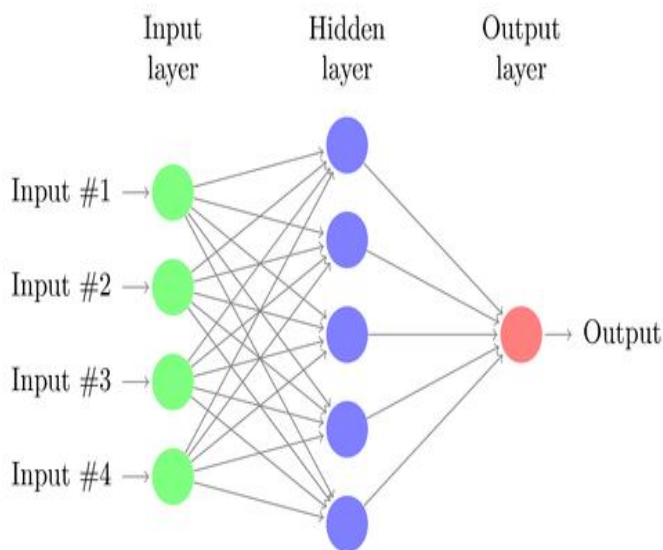 Input
layer
Hidden
layer
Output
layer
Input #1
Input #2
Input #3
Input #4
Output